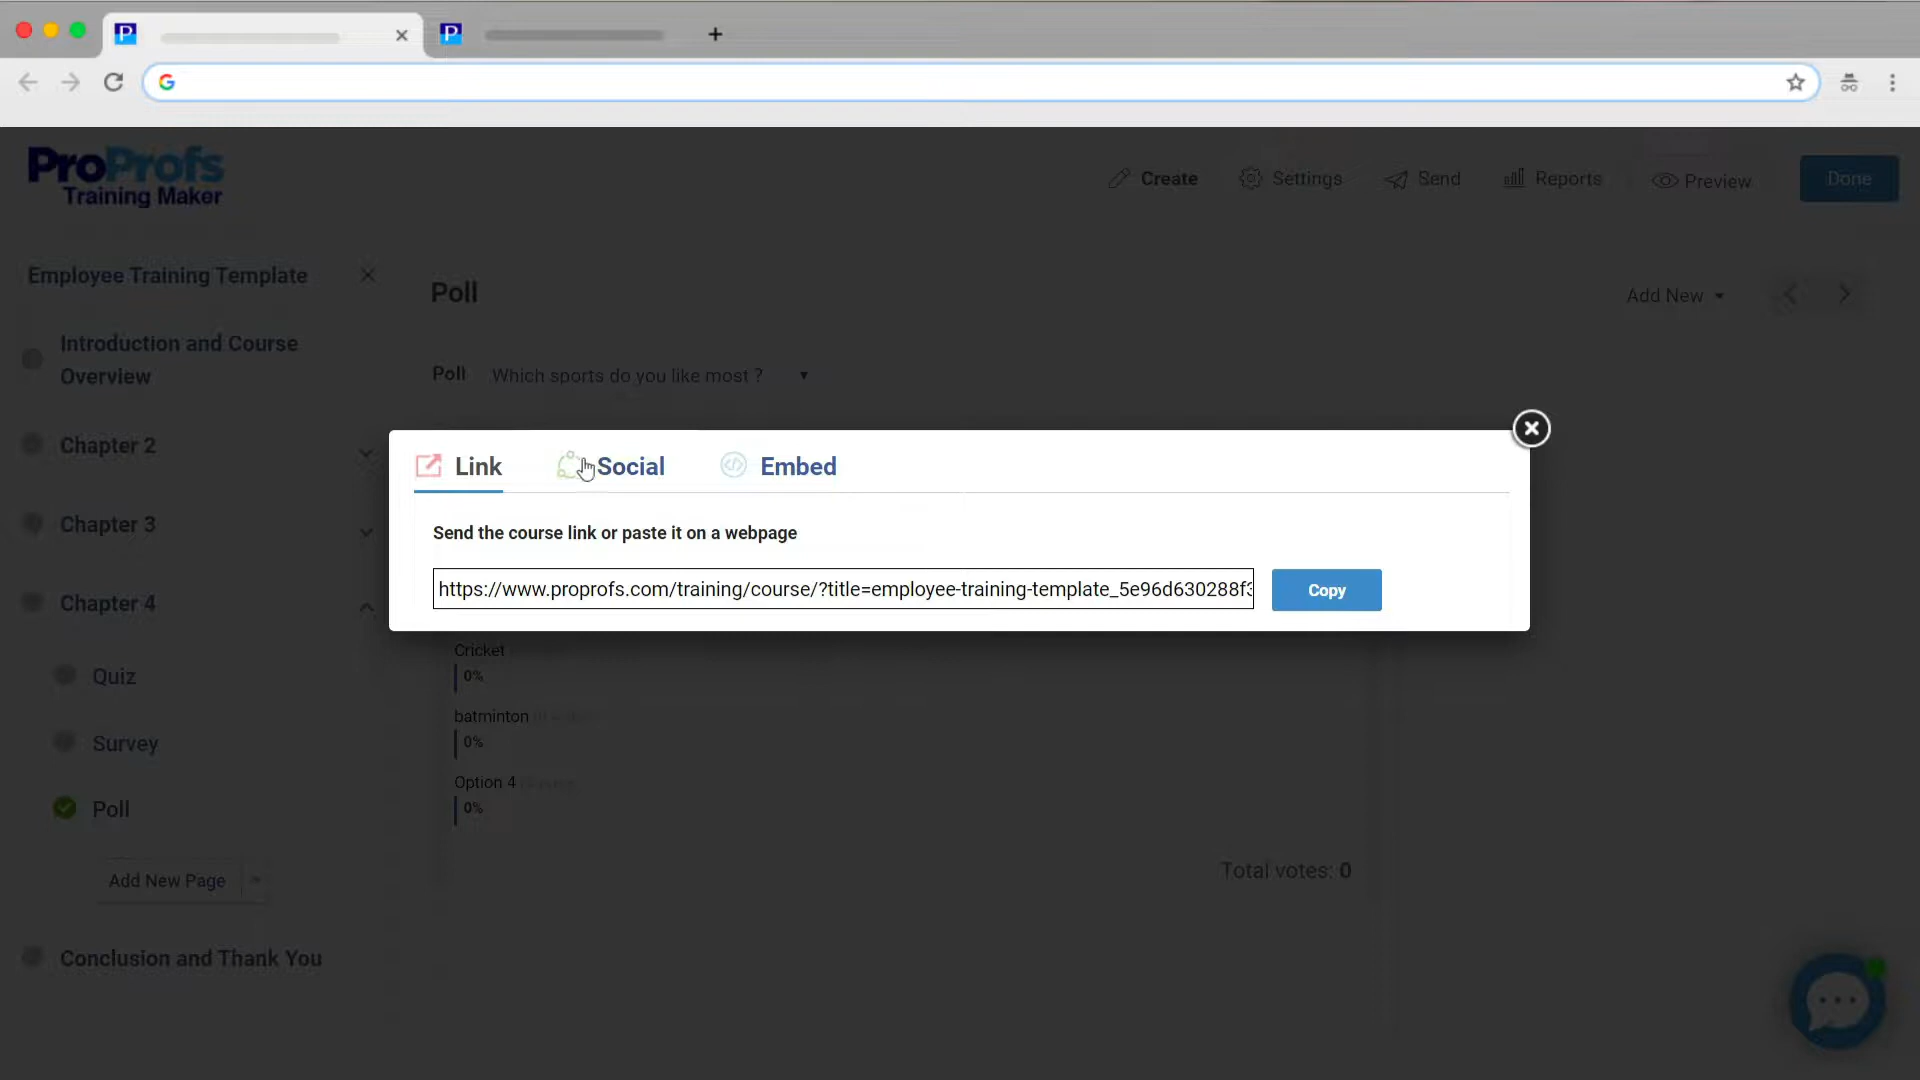 ProProfs
Training Maker
Create
Settings
Send
Reports
Preview
Done
Employee Training Template
Introduction and Course
Overview
Chapter 2
Chapter 3
Chapter 4
Quiz
Survey
Poll
Add New Page
Conclusion and Thank You
Poll
Add New
Poll Which sports do you like most ?
Link
Social
Embed
Send the course link or paste it on a webpage
https://www.proprofs.com/training/course/?title=employee-training-template_5e96d630288f3
Copy
Cricket
0%
batminton
0%
Option 4
0%
Total votes: 0